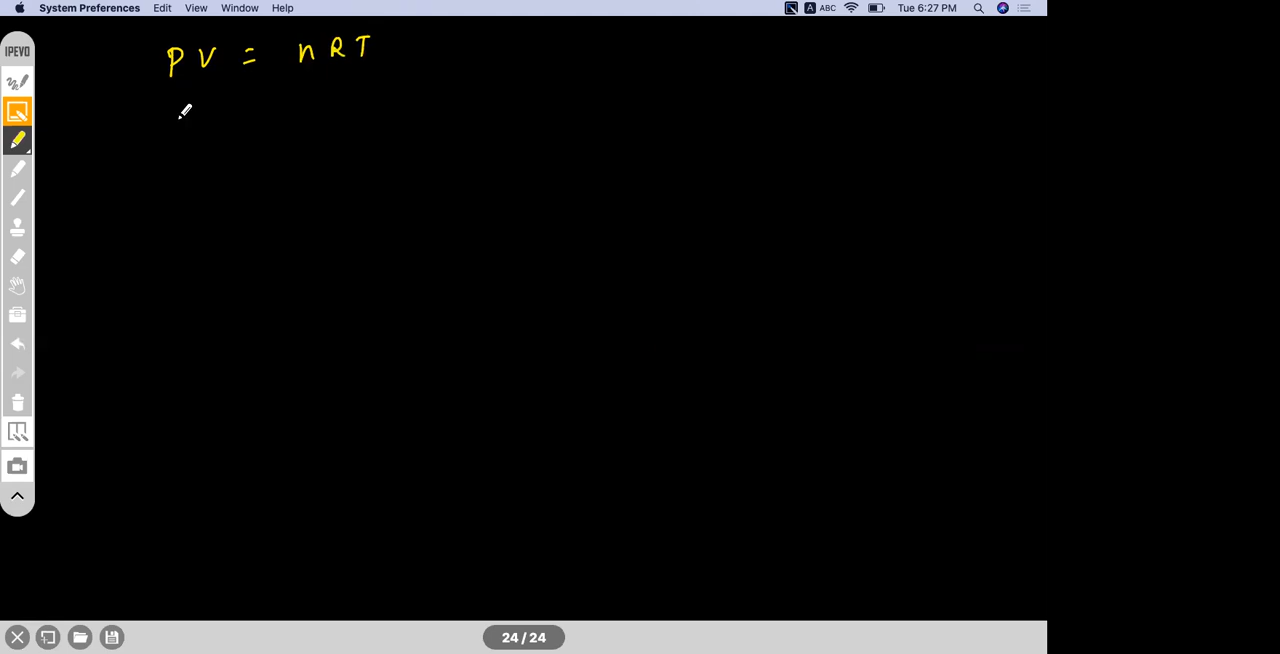 System Preferences Edit View Window Help A ABC Tue 6:27 PM
IPEVO
PV = nRT
24 / 24